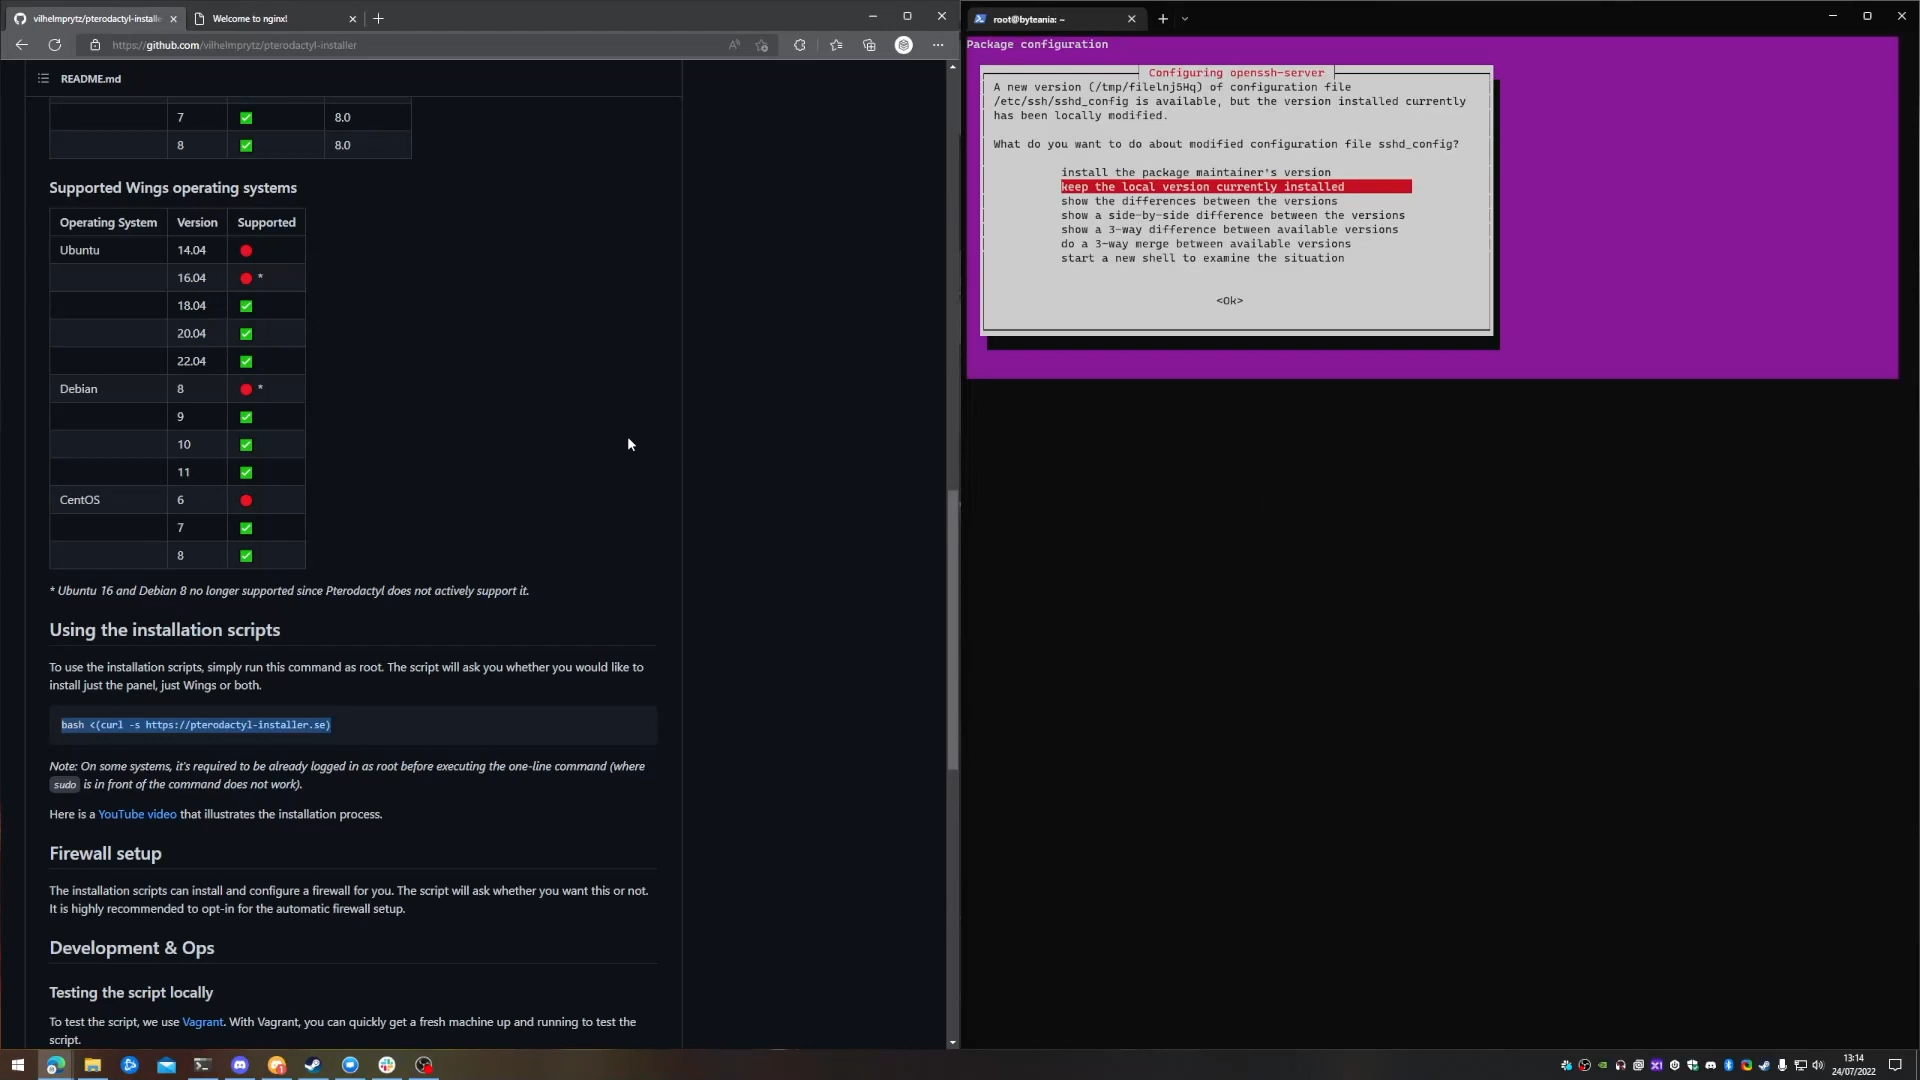 vilhelmprytz/pterodactyl-installe
Welcome to nginx!
https://github.com/vilhelmprytz/pterodactyl-installer
README.md
7 8.0
8 8.0
Supported Wings operating systems
Operating System Version Supported
Ubuntu 14.04
16.04 *
18.04
20.04
22.04
Debian 8 *
9
10
11
CentOS 6
7
8
* Ubuntu 16 and Debian 8 no longer supported since Pterodactyl does not actively support it.
Using the installation scripts
To use the installation scripts, simply run this command as root. The script will ask you whether you would like to
install just the panel, just Wings or both.
bash <(curl -s https://pterodactyl-installer.se)
Note: On some systems, it's required to be already logged in as root before executing the one-line command (where
sudo is in front of the command does not work).
Here is a YouTube video that illustrates the installation process.
Firewall setup
The installation scripts can install and configure a firewall for you. The script will ask whether you want this or not.
It is highly recommended to opt-in for the automatic firewall setup.
Development & Ops
Testing the script locally
To test the script, we use Vagrant. With Vagrant, you can quickly get a fresh machine up and running to test the
script.
root@byteania: ~
Package configuration
Configuring openssh-server
A new version (/tmp/filelnj5Hq) of configuration file
/etc/ssh/sshd_config is available, but the version installed currently
has been locally modified.
What do you want to do about modified configuration file sshd_config?
install the package maintainer's version
keep the local version currently installed
show the differences between the versions
show a side-by-side difference between the versions
show a 3-way difference between available versions
do a 3-way merge between available versions
start a new shell to examine the situation
<Ok>
13:14
24/07/2022